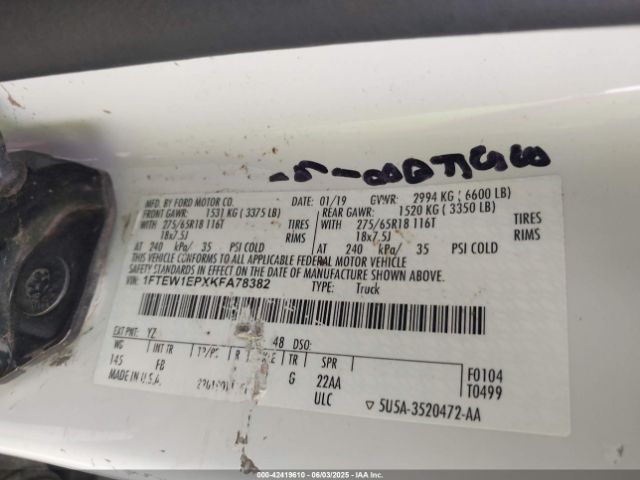 MFD. BY FORD MOTOR CO.
01/19 GVWR: 2994 KG ( 6600 LB)
FRONT GAWR: 1531 KG ( 3375 LB)
REAR GAWR: 1520 KG ( 3350 LB)
WITH 275/65R18 116T TIRES
18x7.5J RIMS
WITH 275/65R18 116T TIRES
18x7.5J RIMS
AT 240 kPa/ 35 PSI COLD
AT 240 kPa/ 35 PSI COLD
THIS VEHICLE CONFORMS TO ALL APPLICABLE FEDERAL MOTOR VEHICLE
SAFETY STANDARDS IN EFFECT ON THE DATE OF MANUFACTURE SHOWN ABOVE.
VIN: 1FTEW1EPXKFA78382
TYPE: Truck
EXT PNT: YZ 48 DSO:
WB INT TR TP/PS R AXLE TR SPR
145 FB G 22AA
MADE IN U.S.A. ULC
F0104
T0499
▽ 5U5A-3520472-AA
000-42419610 - 06/03/2025 - IAAI.COM